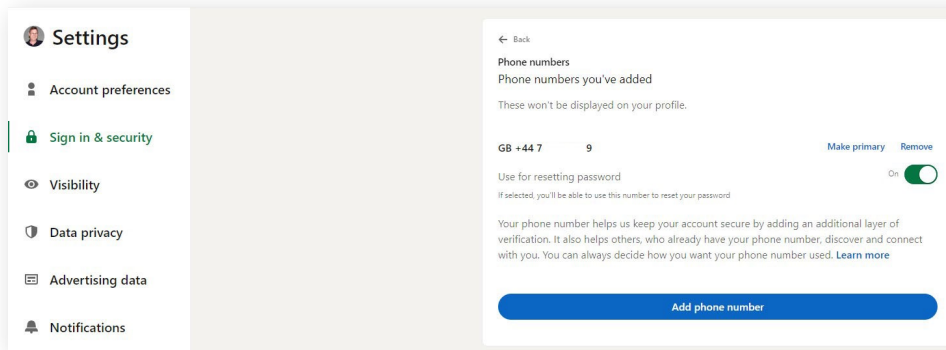 Settings
Account preferences
Sign in & security
Visibility
Data privacy
Advertising data
Notifications
← Back
Phone numbers
Phone numbers you've added
These won't be displayed on your profile.
GB +44 7 9
Make primary Remove
Use for resetting password
On
If selected, you'll be able to use this number to reset your password
Your phone number helps us keep your account secure by adding an additional layer of
verification. It also helps others, who already have your phone number, discover and connect
with you. You can always decide how you want your phone number used. Learn more
Add phone number